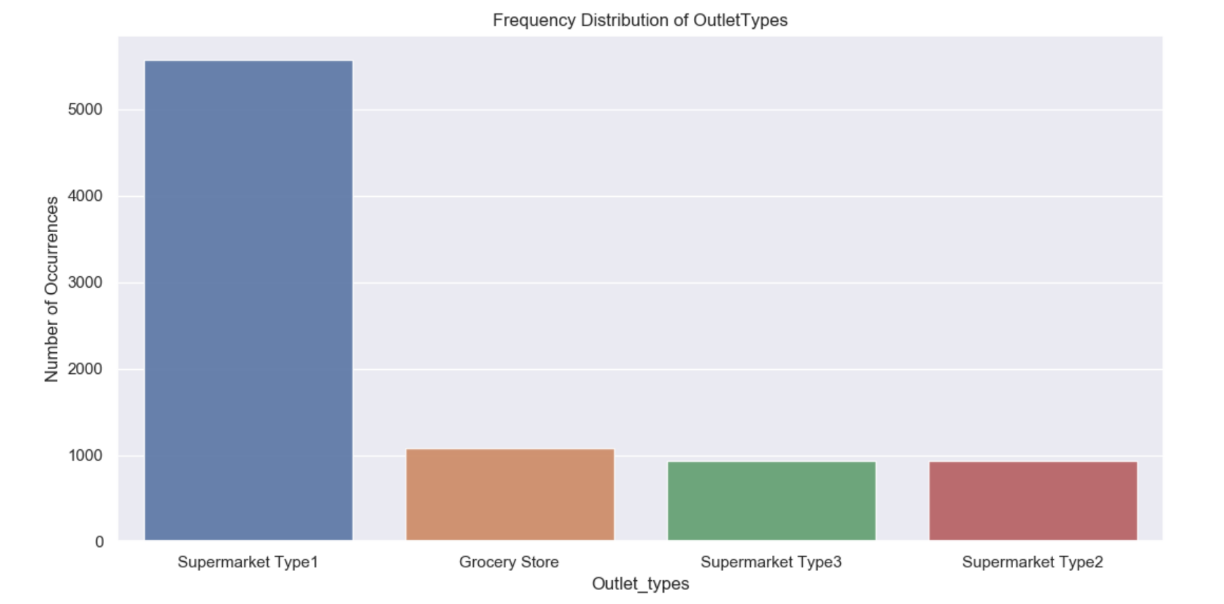 Frequency Distribution of OutletTypes
Number of Occurrences
5000
4000
3000
2000
1000
0
Supermarket Type1 Grocery Store Supermarket Type3 Supermarket Type2
Outlet_types